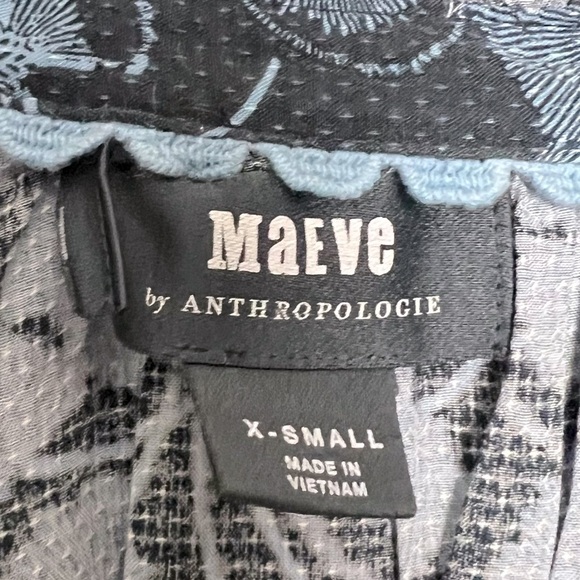 MaEVe
by ANTHROPOLOGIE
X-SMALL
MADE IN
VIETNAM